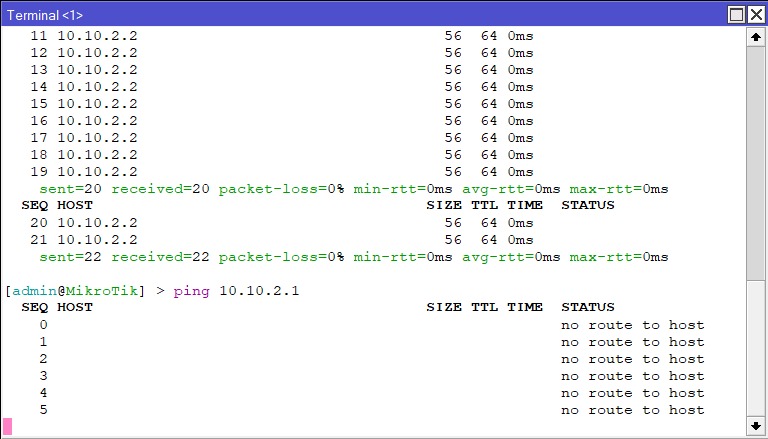 Terminal <1>
11 10.10.2.2 56 64 0ms
12 10.10.2.2 56 64 0ms
13 10.10.2.2 56 64 0ms
14 10.10.2.2 56 64 0ms
15 10.10.2.2 56 64 0ms
16 10.10.2.2 56 64 0ms
17 10.10.2.2 56 64 0ms
18 10.10.2.2 56 64 0ms
19 10.10.2.2 56 64 0ms
sent=20 received=20 packet-loss=0% min-rtt=0ms avg-rtt=0ms max-rtt=0ms
SEQ HOST SIZE TTL TIME STATUS
20 10.10.2.2 56 64 0ms
21 10.10.2.2 56 64 0ms
sent=22 received=22 packet-loss=0% min-rtt=0ms avg-rtt=0ms max-rtt=0ms
[admin@MikroTik] > ping 10.10.2.1
SEQ HOST SIZE TTL TIME STATUS
0 no route to host
1 no route to host
2 no route to host
3 no route to host
4 no route to host
5 no route to host